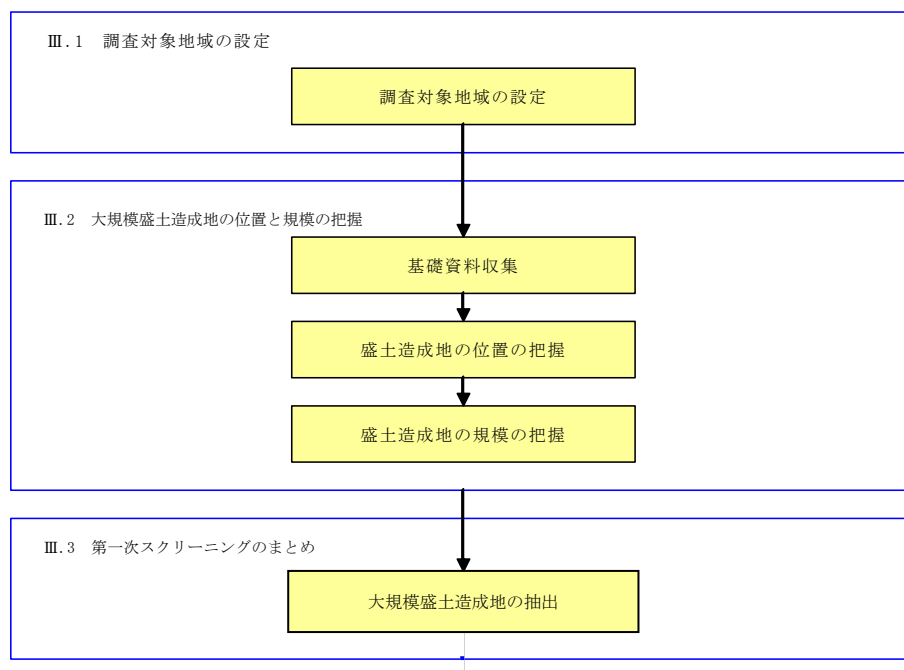 Ⅲ.1 調査対象地域の設定
調査対象地域の設定
Ⅲ.2 大規模盛土造成地の位置と規模の把握
基礎資料収集
盛土造成地の位置の把握
盛土造成地の規模の把握
Ⅲ.3 第一次スクリーニングのまとめ
大規模盛土造成地の抽出